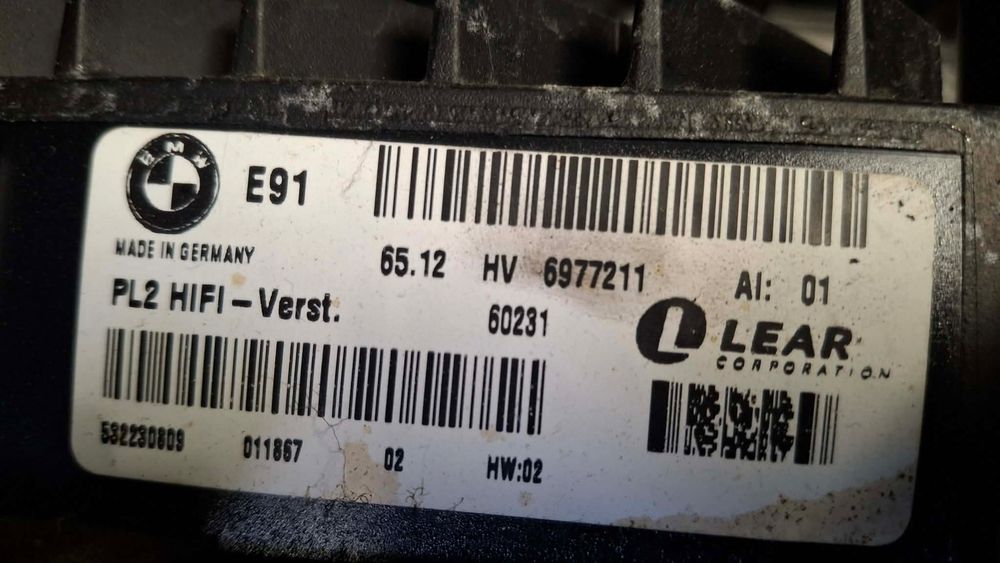 BMW
E91
MADE IN GERMANY
65.12 HV 6977211 AI: 01
PL2 HIFI-Verst.
60231
L LEAR
CORPORATION
532230809 011867 02 HW:02